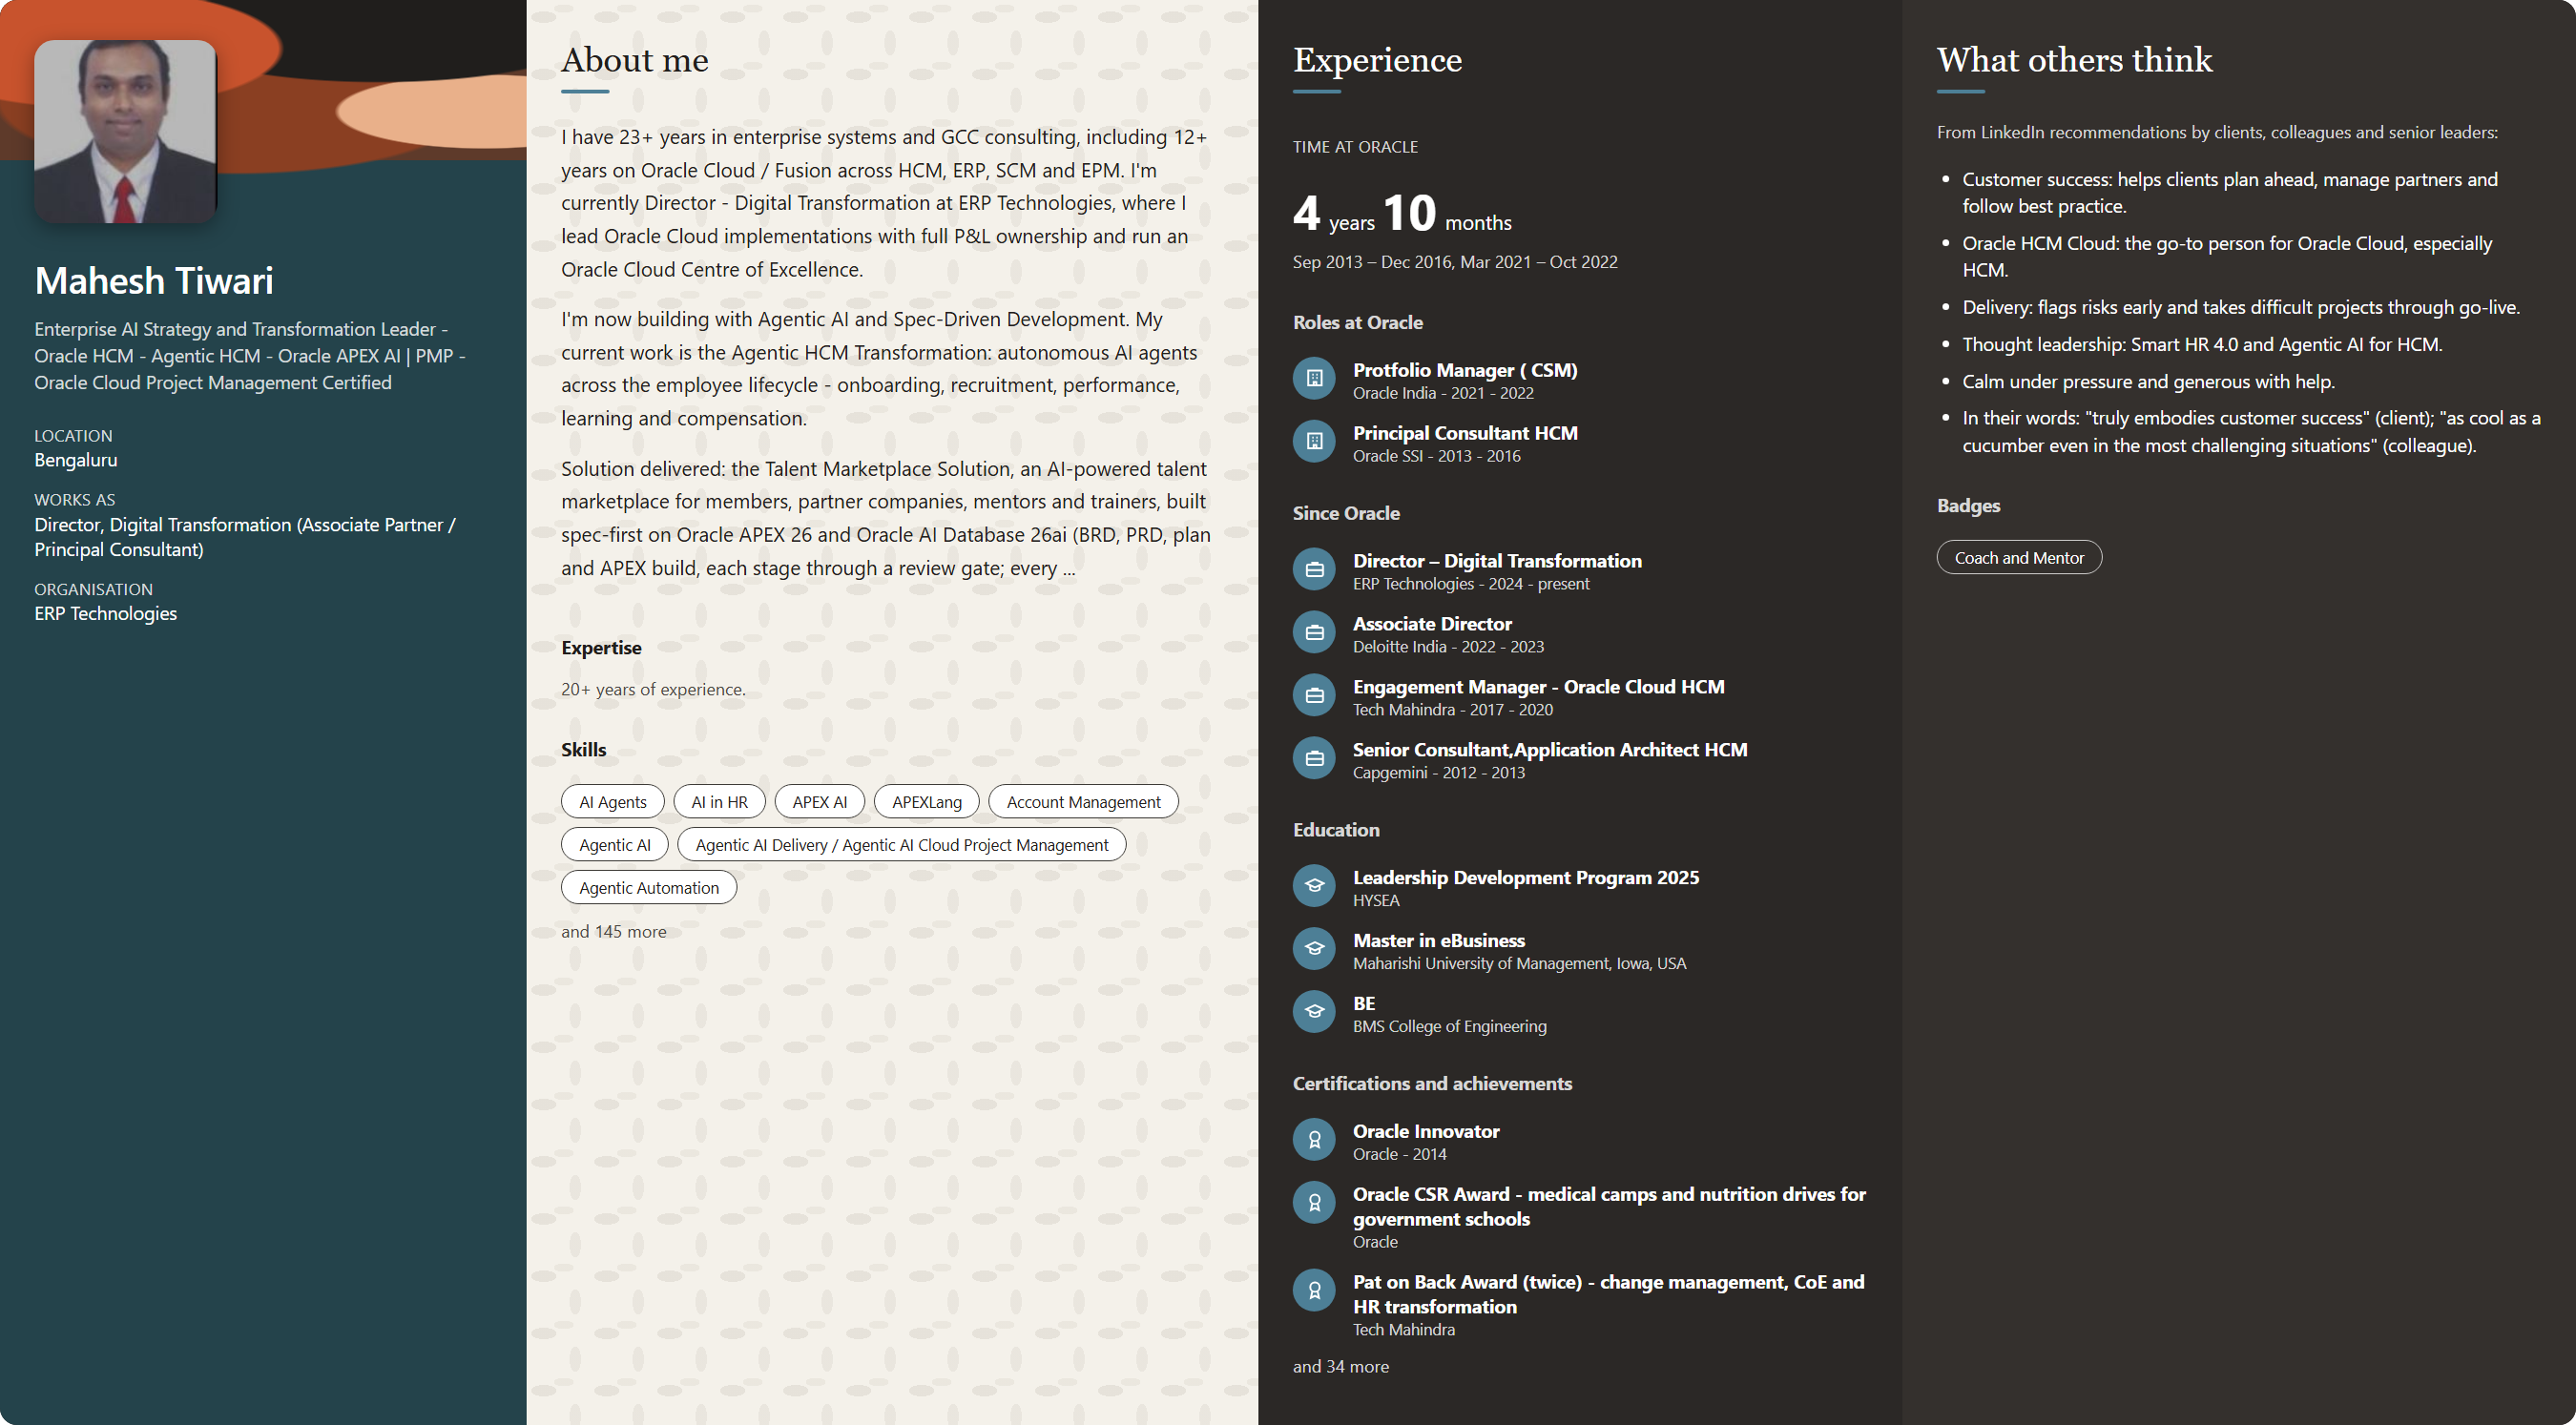 Mahesh Tiwari
Enterprise AI Strategy and Transformation Leader -
Oracle HCM - Agentic HCM - Oracle APEX AI | PMP -
Oracle Cloud Project Management Certified
LOCATION
Bengaluru
WORKS AS
Director, Digital Transformation (Associate Partner /
Principal Consultant)
ORGANISATION
ERP Technologies
About me
I have 23+ years in enterprise systems and GCC consulting, including 12+
years on Oracle Cloud / Fusion across HCM, ERP, SCM and EPM. I'm
currently Director - Digital Transformation at ERP Technologies, where I
lead Oracle Cloud implementations with full P&L ownership and run an
Oracle Cloud Centre of Excellence.
I'm now building with Agentic AI and Spec-Driven Development. My
current work is the Agentic HCM Transformation: autonomous AI agents
across the employee lifecycle - onboarding, recruitment, performance,
learning and compensation.
Solution delivered: the Talent Marketplace Solution, an AI-powered talent
marketplace for members, partner companies, mentors and trainers, built
spec-first on Oracle APEX 26 and Oracle AI Database 26ai (BRD, PRD, plan
and APEX build, each stage through a review gate; every ...
Expertise
20+ years of experience.
Skills
AI Agents
AI in HR
APEX AI
APEXLang
Account Management
Agentic AI
Agentic AI Delivery / Agentic AI Cloud Project Management
Agentic Automation
and 145 more
Experience
TIME AT ORACLE
4 years 10 months
Sep 2013 – Dec 2016, Mar 2021 – Oct 2022
Roles at Oracle
Protfolio Manager ( CSM)
Oracle India - 2021 - 2022
Principal Consultant HCM
Oracle SSI - 2013 - 2016
Since Oracle
Director – Digital Transformation
ERP Technologies - 2024 - present
Associate Director
Deloitte India - 2022 - 2023
Engagement Manager - Oracle Cloud HCM
Tech Mahindra - 2017 - 2020
Senior Consultant,Application Architect HCM
Capgemini - 2012 - 2013
Education
Leadership Development Program 2025
HYSEA
Master in eBusiness
Maharishi University of Management, Iowa, USA
BE
BMS College of Engineering
Certifications and achievements
Oracle Innovator
Oracle - 2014
Oracle CSR Award - medical camps and nutrition drives for
government schools
Oracle
Pat on Back Award (twice) - change management, CoE and
HR transformation
Tech Mahindra
and 34 more
What others think
From LinkedIn recommendations by clients, colleagues and senior leaders:
• Customer success: helps clients plan ahead, manage partners and
follow best practice.
• Oracle HCM Cloud: the go-to person for Oracle Cloud, especially
HCM.
• Delivery: flags risks early and takes difficult projects through go-live.
• Thought leadership: Smart HR 4.0 and Agentic AI for HCM.
• Calm under pressure and generous with help.
• In their words: "truly embodies customer success" (client); "as cool as a
cucumber even in the most challenging situations" (colleague).
Badges
Coach and Mentor